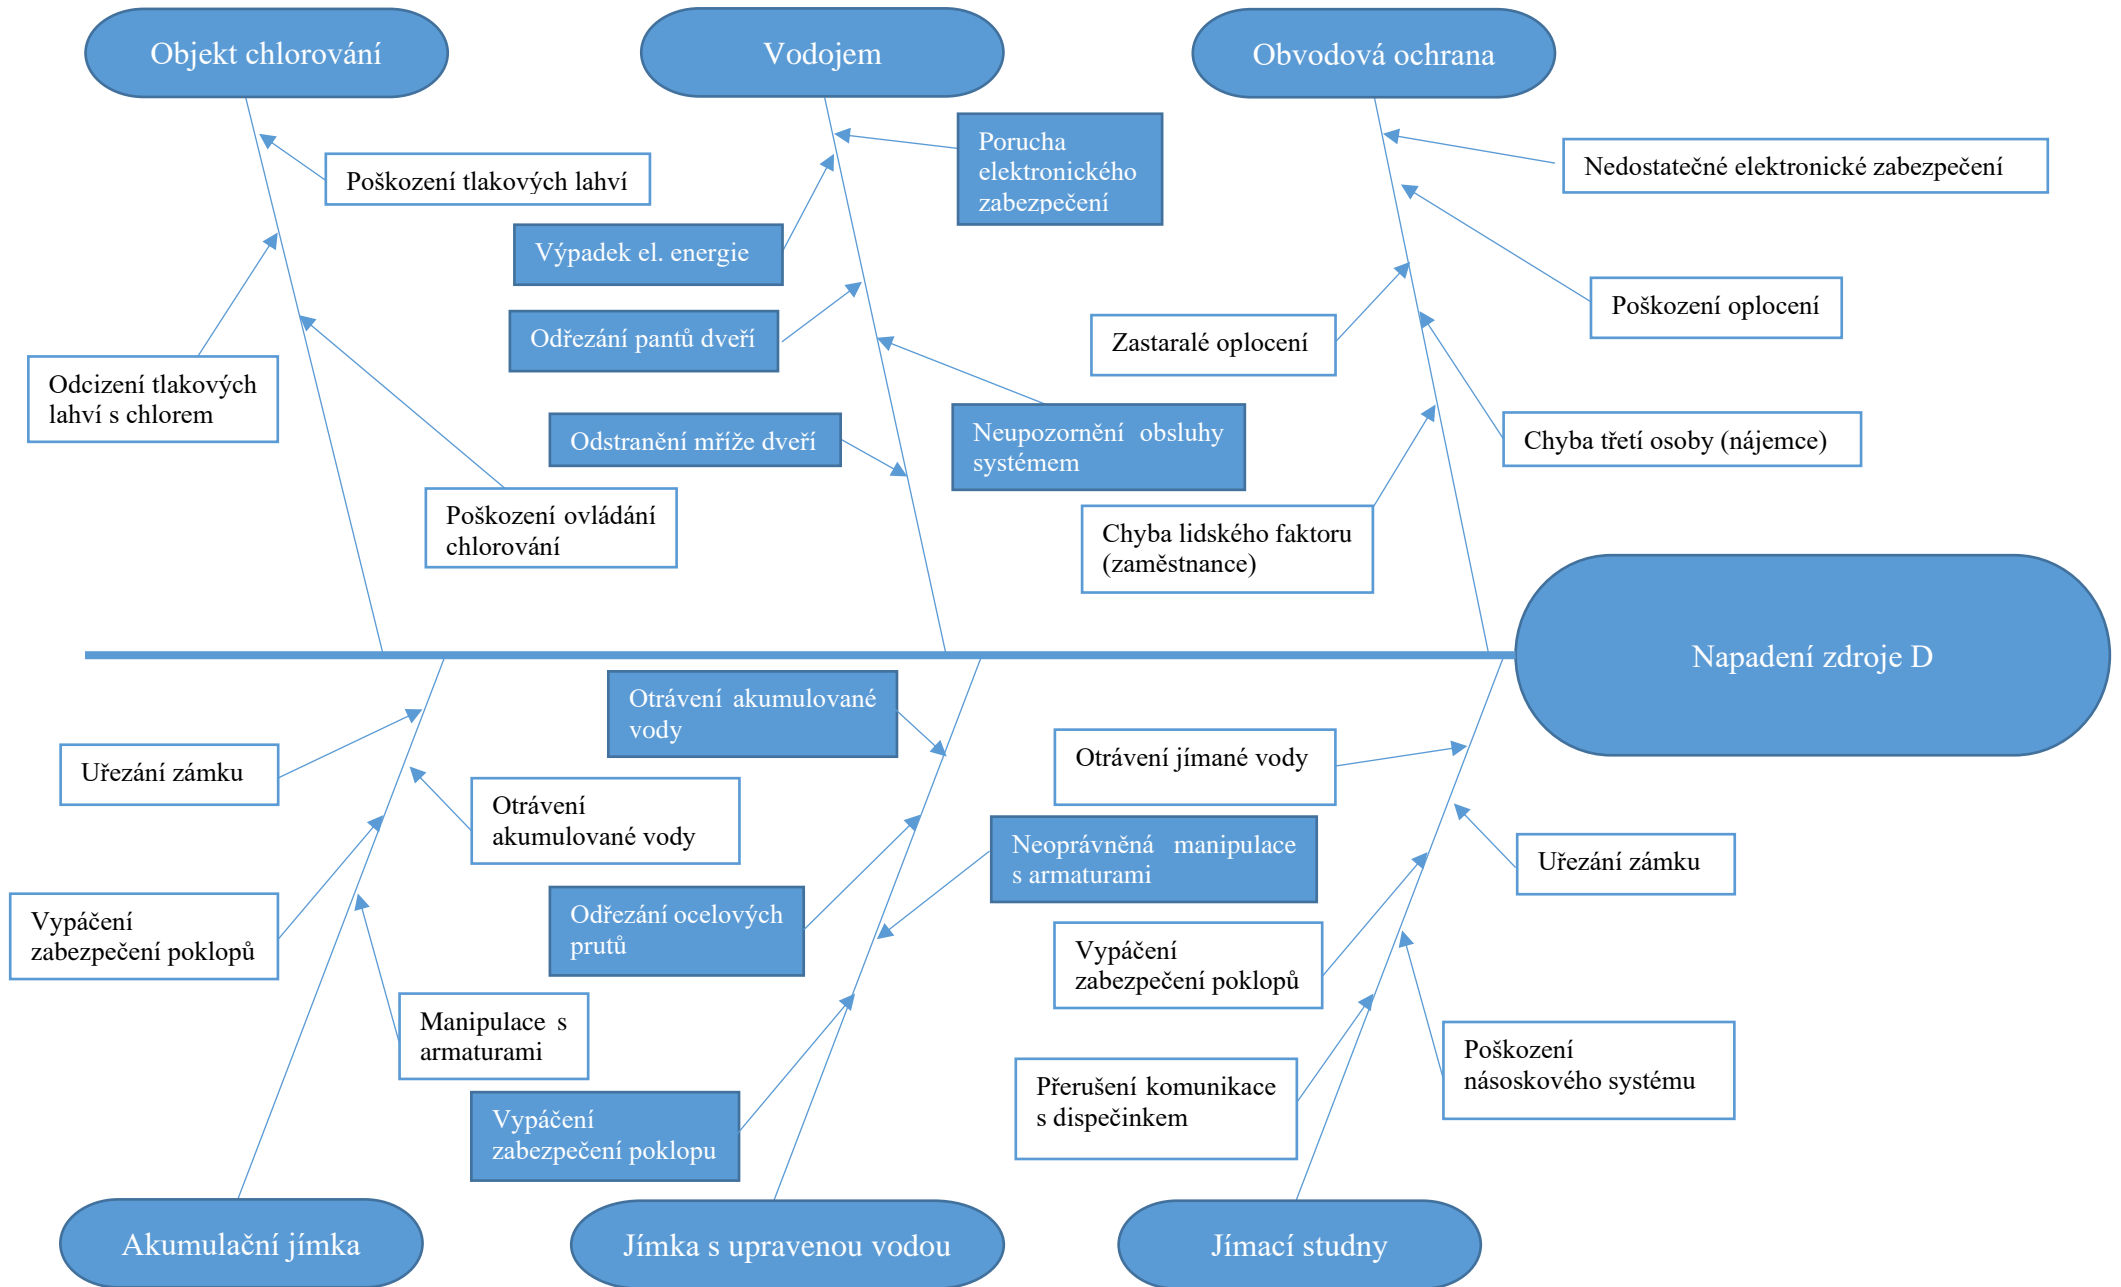 Objekt chlorování
Vodojem
Obvodová ochrana
Porucha
elektronického
zabezpečení
Nedostatečné elektronické zabezpečení
Poškození tlakových lahví
Výpadek el. energie
Poškození oplocení
Odřezání pantů dveří
Zastaralé oplocení
Odcizení tlakových
lahví s chlorem
Odstranění mříže dveří
Neupozornění obsluhy
systémem
Chyba třetí osoby (nájemce)
Poškození ovládání
chlorování
Chyba lidského faktoru
(zaměstnance)
Napadení zdroje D
Otrávení akumulované
vody
Uřezání zámku
Otrávení jímané vody
Otrávení
akumulované vody
Neoprávněná manipulace
s armaturami
Uřezání zámku
Vypáčení
zabezpečení poklopů
Odřezání ocelových
prutů
Vypáčení
zabezpečení poklopů
Manipulace s
armaturami
Poškození
násoskového systému
Vypáčení
zabezpečení poklopu
Přerušení komunikace
s dispečinkem
Akumulační jímka
Jímka s upravenou vodou
Jímací studny